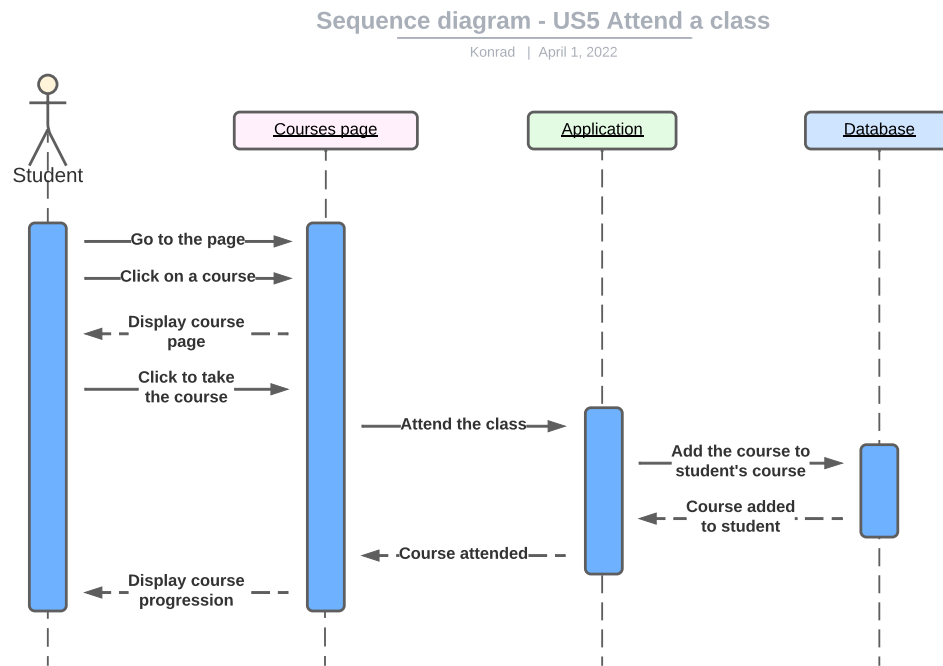 Sequence diagram - US5 Attend a class
Konrad | April 1, 2022
Courses page
Application
Database
Student
Go to the page
Click on a course
Display course
page
Click to take
the course
Attend the class
Add the course to
student's course
Course added
to student
Course attended
Display course
progression